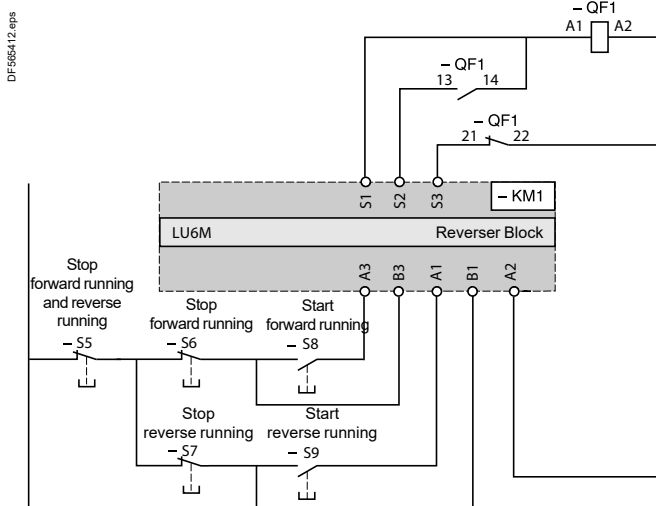 DF565412.eps
– QF1
A1 A2
– QF1
13 14
– QF1
21 22
S1 S2 S3
– KM1
LU6M Reverser Block
A3 B3 A1 B1 A2
Stop
forward running
and reverse
running
– S5
Stop
forward running
– S6
Start
forward running
– S8
Stop
reverse running
– S7
Start
reverse running
– S9